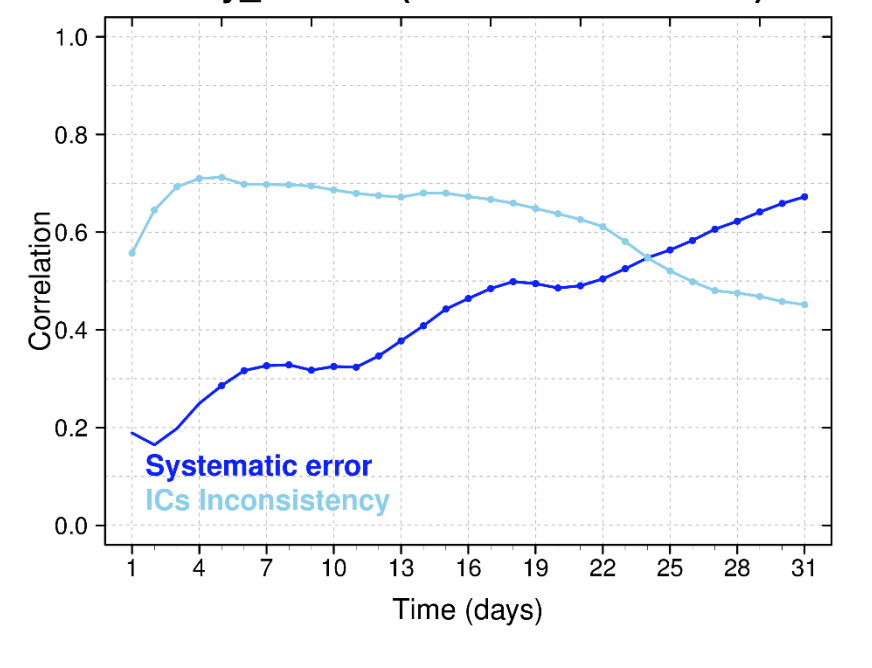 1.0
0.8
0.6
0.4
0.2
0.0
Correlation
Systematic error
ICs Inconsistency
1 4 7 10 13 16 19 22 25 28 31
Time (days)